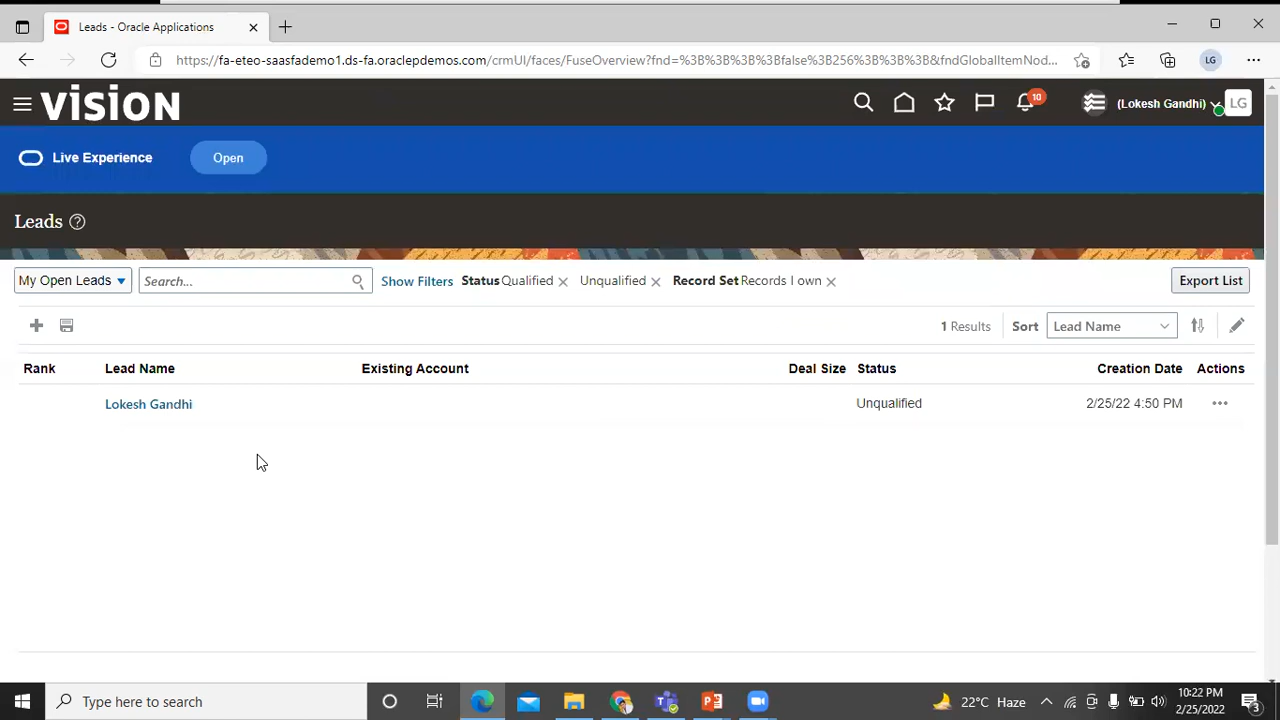 Leads - Oracle Applications
https://fa-eteo-saasfademo1.ds-fa.oraclepdemos.com/crmUI/faces/FuseOverview?fnd=%3B%3B%3B%3Bfalse%3B256%3B%3B%3B&fndGlobalItemNod...
LG
VISION
10
(Lokesh Gandhi)
LG
Live Experience
Open
Leads
My Open Leads
Search...
Show Filters
Status Qualified
Unqualified
Record Set Records I own
Export List
1 Results
Sort
Lead Name
Rank
Lead Name
Existing Account
Deal Size
Status
Creation Date
Actions
Lokesh Gandhi
Unqualified
2/25/22 4:50 PM
Type here to search
22°C Haze
10:22 PM
2/25/2022
3